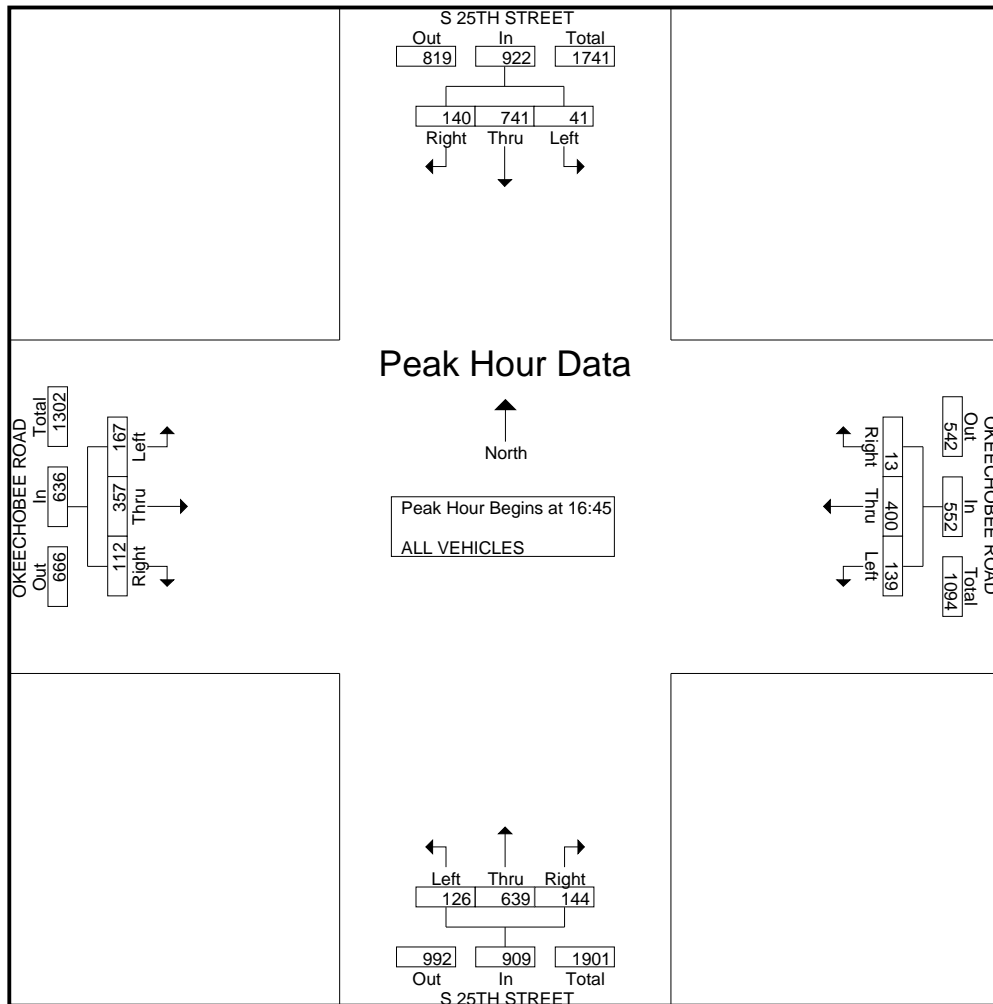 S 25TH STREET
Out In Total
819 922 1741
140 741 41
Right Thru Left
Peak Hour Data
North
Peak Hour Begins at 16:45
ALL VEHICLES
OKEECHOBEE ROAD
Total In Out
1302 636 666
167 357 112
Left Thru Right
OKEECHOBEE ROAD
Out In Total
542 552 1094
13 400 139
Right Thru Left
Left Thru Right
126 639 144
992 909 1901
Out In Total
S 25TH STREET